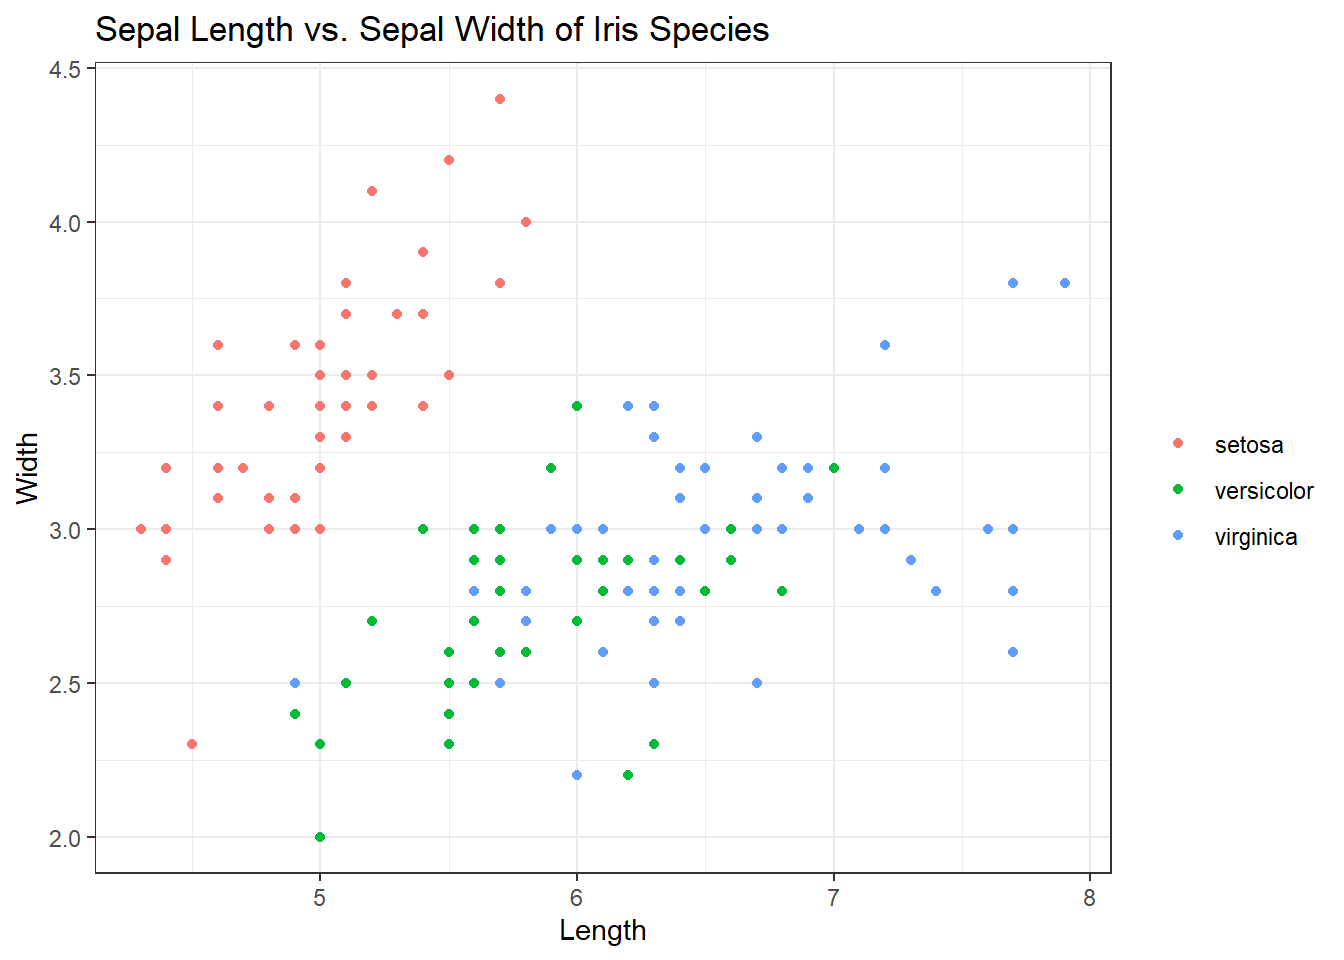 Sepal Length vs. Sepal Width of Iris Species
4.5
4.0
3.5
3.0
2.5
2.0
Width
5
6
7
8
Length
setosa
versicolor
virginica